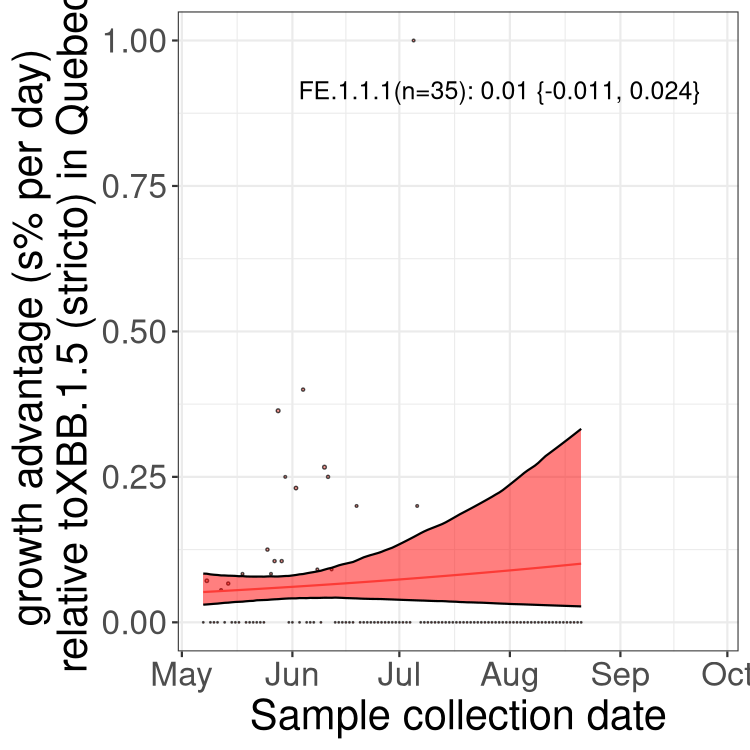 growth advantage (s% per day)
relative toXBB.1.5 (stricto) in Quebec
1.00
0.75
0.50
0.25
0.00
FE.1.1.1(n=35): 0.01 {-0.011, 0.024}
May Jun Jul Aug Sep Oct
Sample collection date